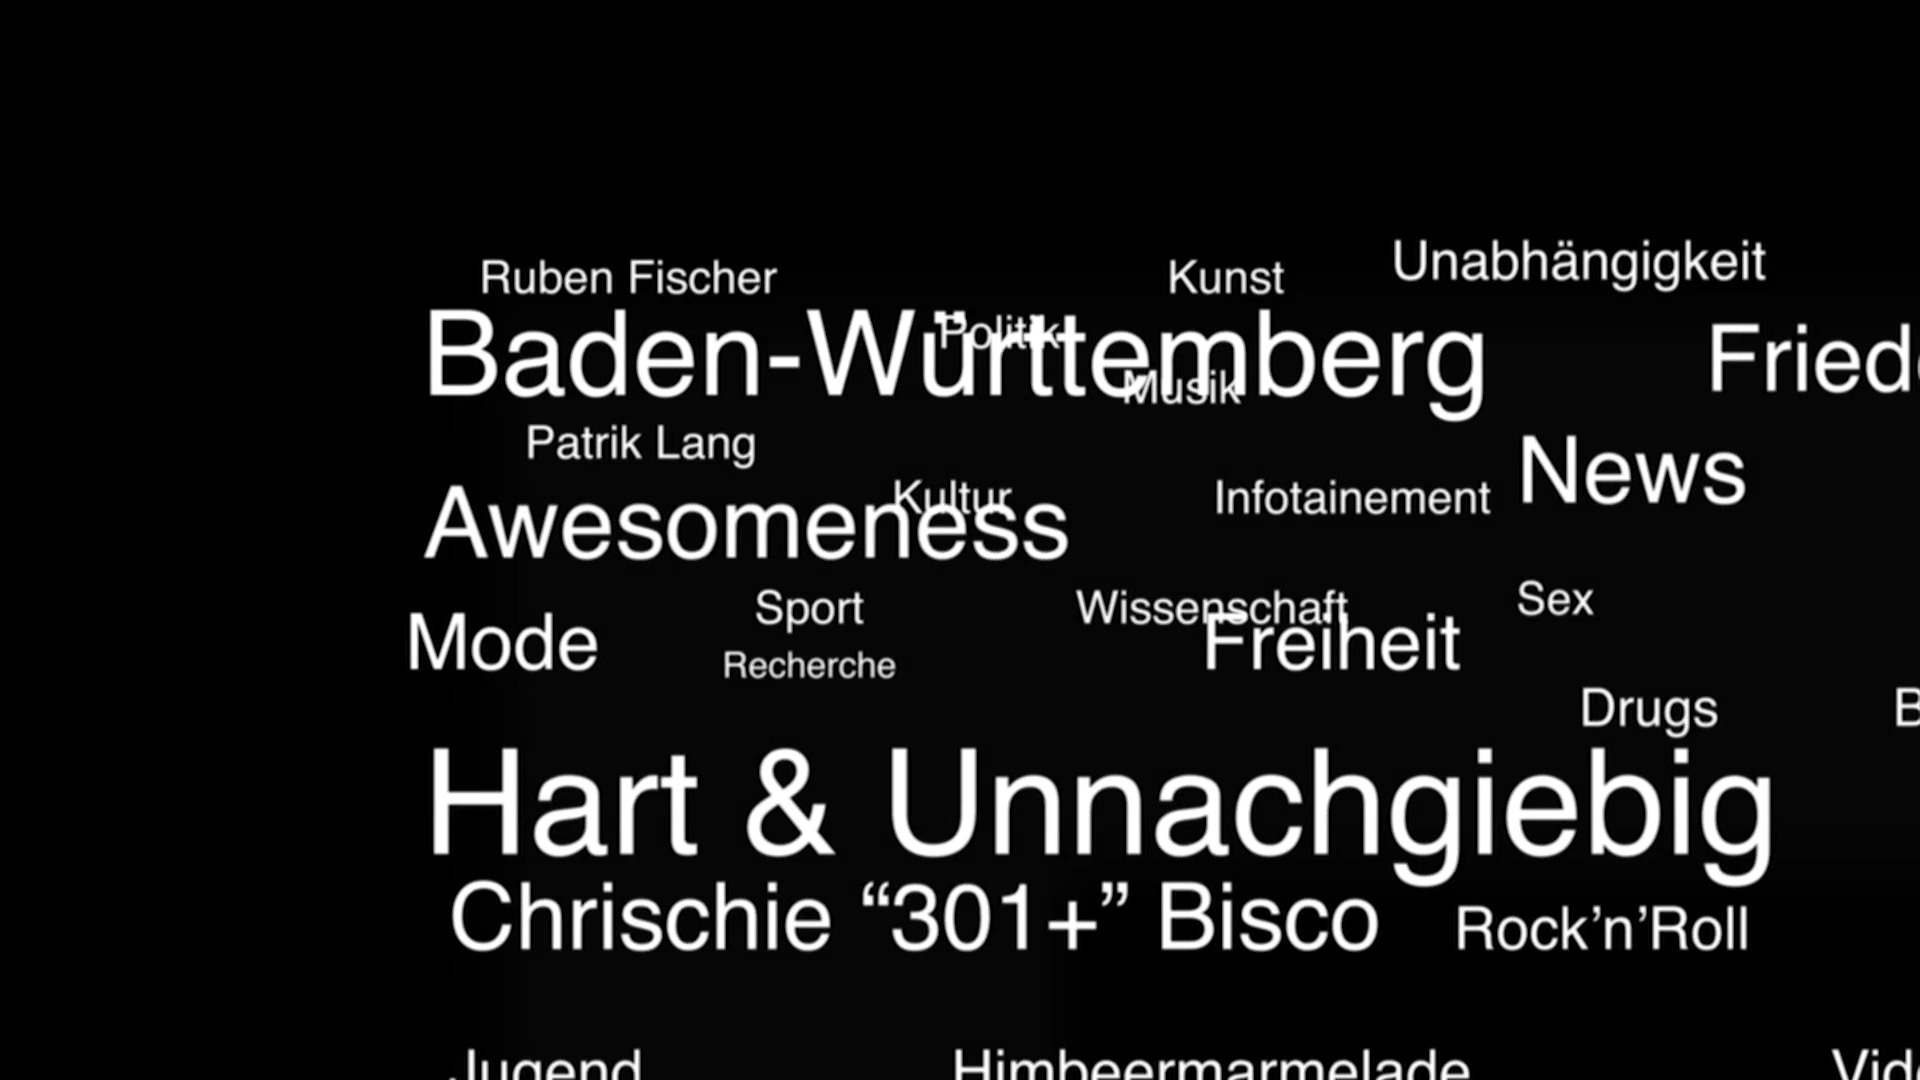 Unabhängigkeit
Ruben Fischer
Kunst
Politik
Baden-Württemberg
Musik
Patrik Lang
News
Kultur
Infotainement
Awesomeness
Sex
Sport
Wissenschaft
Mode
Freiheit
Recherche
Drugs
Hart & Unnachgiebig
Chrischie “301+” Bisco
Rock’n’Roll
Jugend
Himbeermarmelade